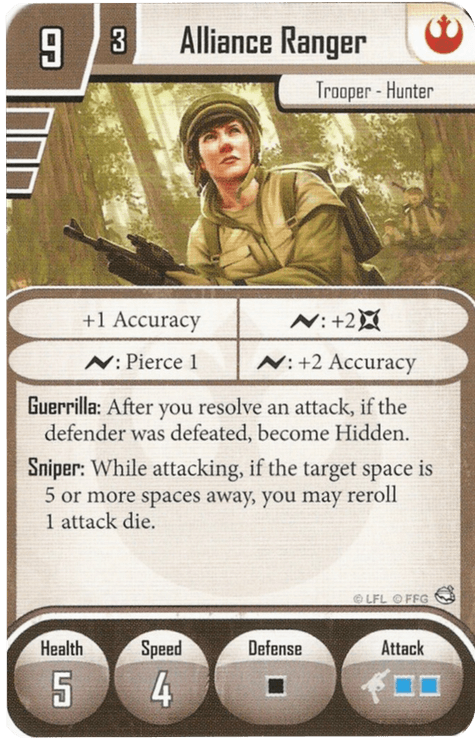 9
3
Alliance Ranger
Trooper - Hunter
+1 Accuracy
: +2
: Pierce 1
: +2 Accuracy
Guerrilla: After you resolve an attack, if the
defender was defeated, become Hidden.
Sniper: While attacking, if the target space is
5 or more spaces away, you may reroll
1 attack die.
© LFL © FFG
Health
Speed
Defense
Attack
5
4